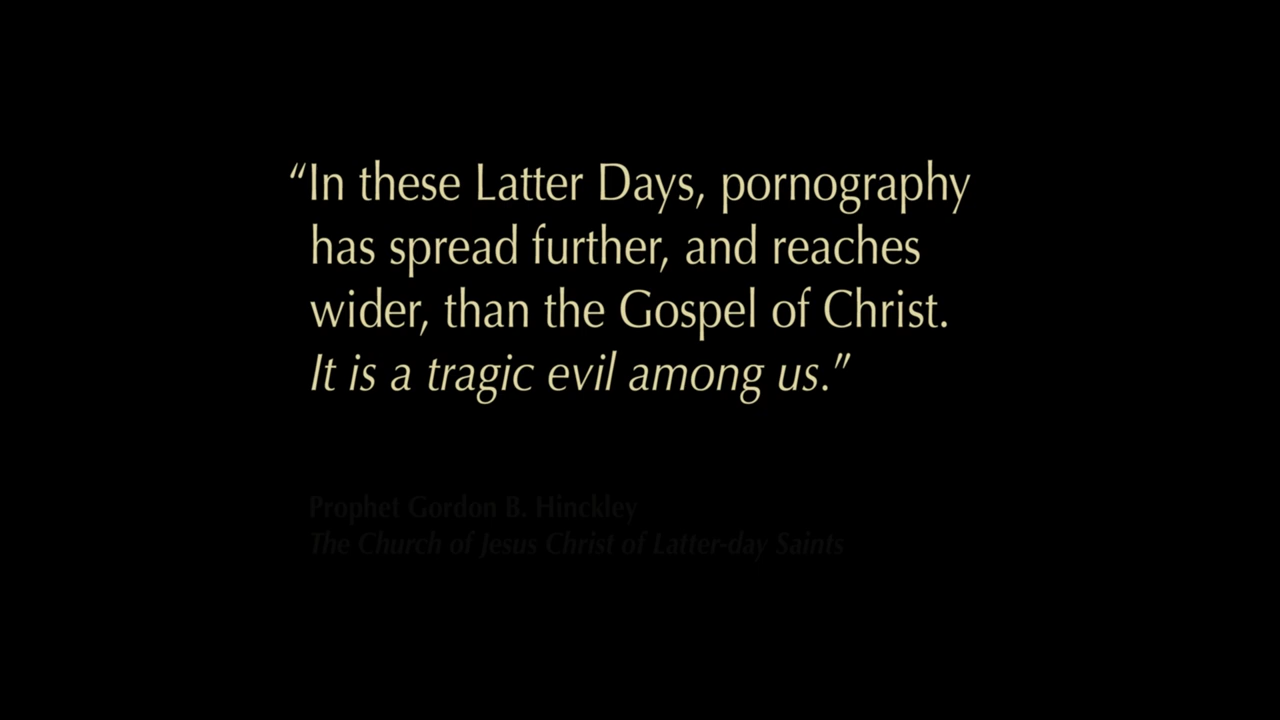 “In these Latter Days, pornography
has spread further, and reaches
wider, than the Gospel of Christ.
It is a tragic evil among us.”
Prophet Gordon B. Hinckley
The Church of Jesus Christ of Latter-day Saints